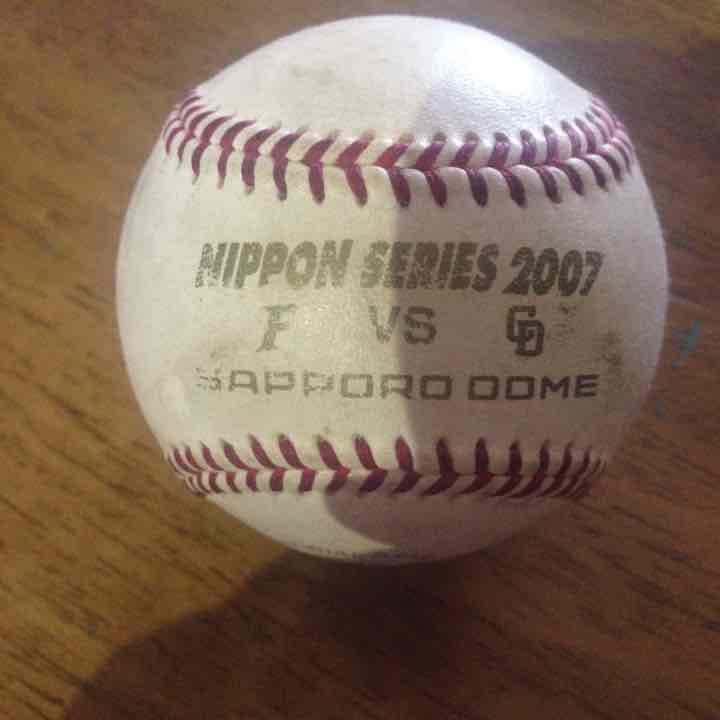 NIPPON SERIES 2007
F VS CD
SAPPORO DOME